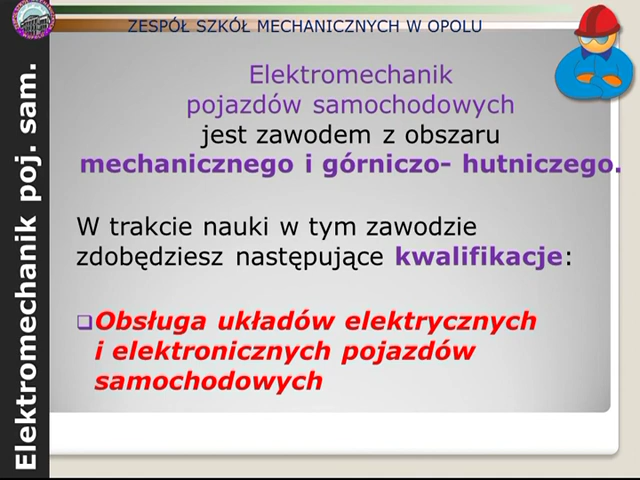 ZESPÓŁ SZKÓŁ MECHANICZNYCH W OPOLU
Elektromechanik poj. sam.
Elektromechanik
pojazdów samochodowych
jest zawodem z obszaru
mechanicznego i górniczo- hutniczego.
W trakcie nauki w tym zawodzie
zdobędziesz następujące kwalifikacje:
Obsługa układów elektrycznych
i elektronicznych pojazdów
samochodowych